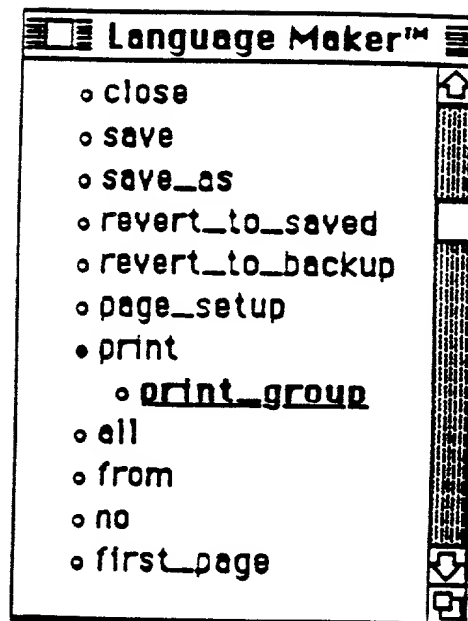 Language Maker™
close
save
save_as
revert_to_saved
revert_to_backup
page_setup
print
print_group
all
from
no
first_page